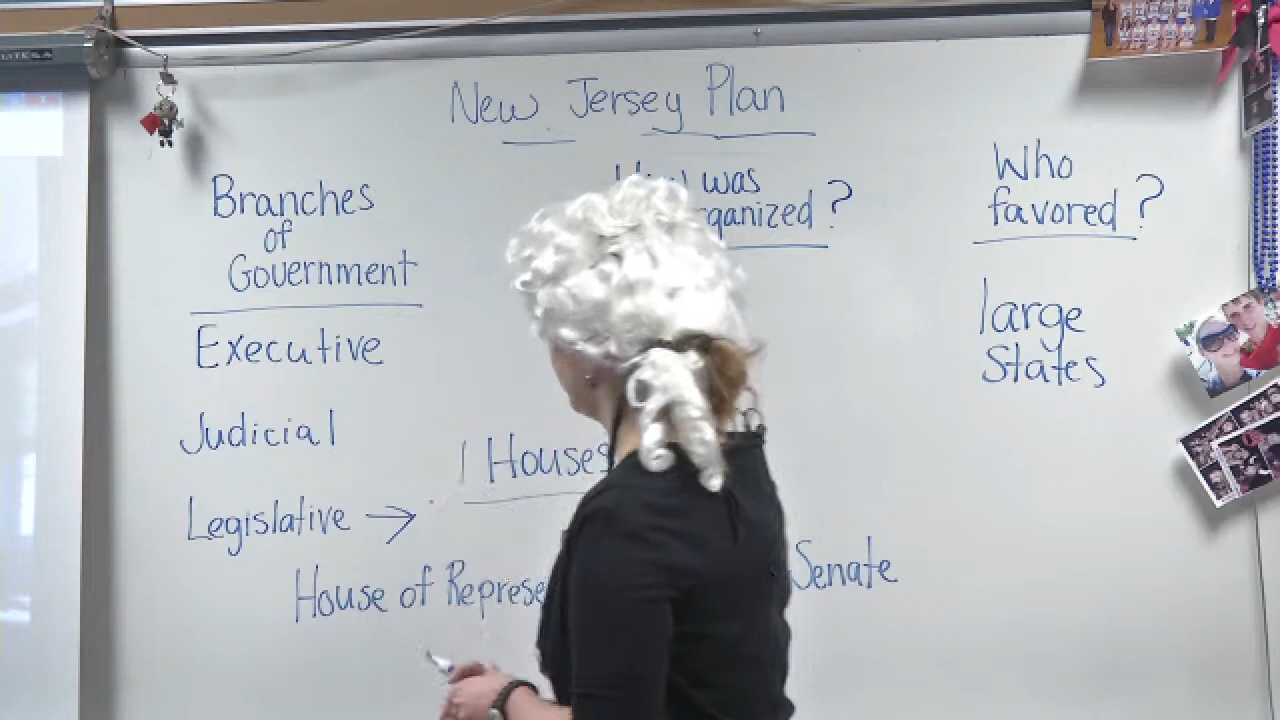 New Jersey Plan
Branches
of
Government
was
organized?
Who
favored?
Executive
large
States
Judicial
1 Houses
Legislative →
House of Represe
Senate